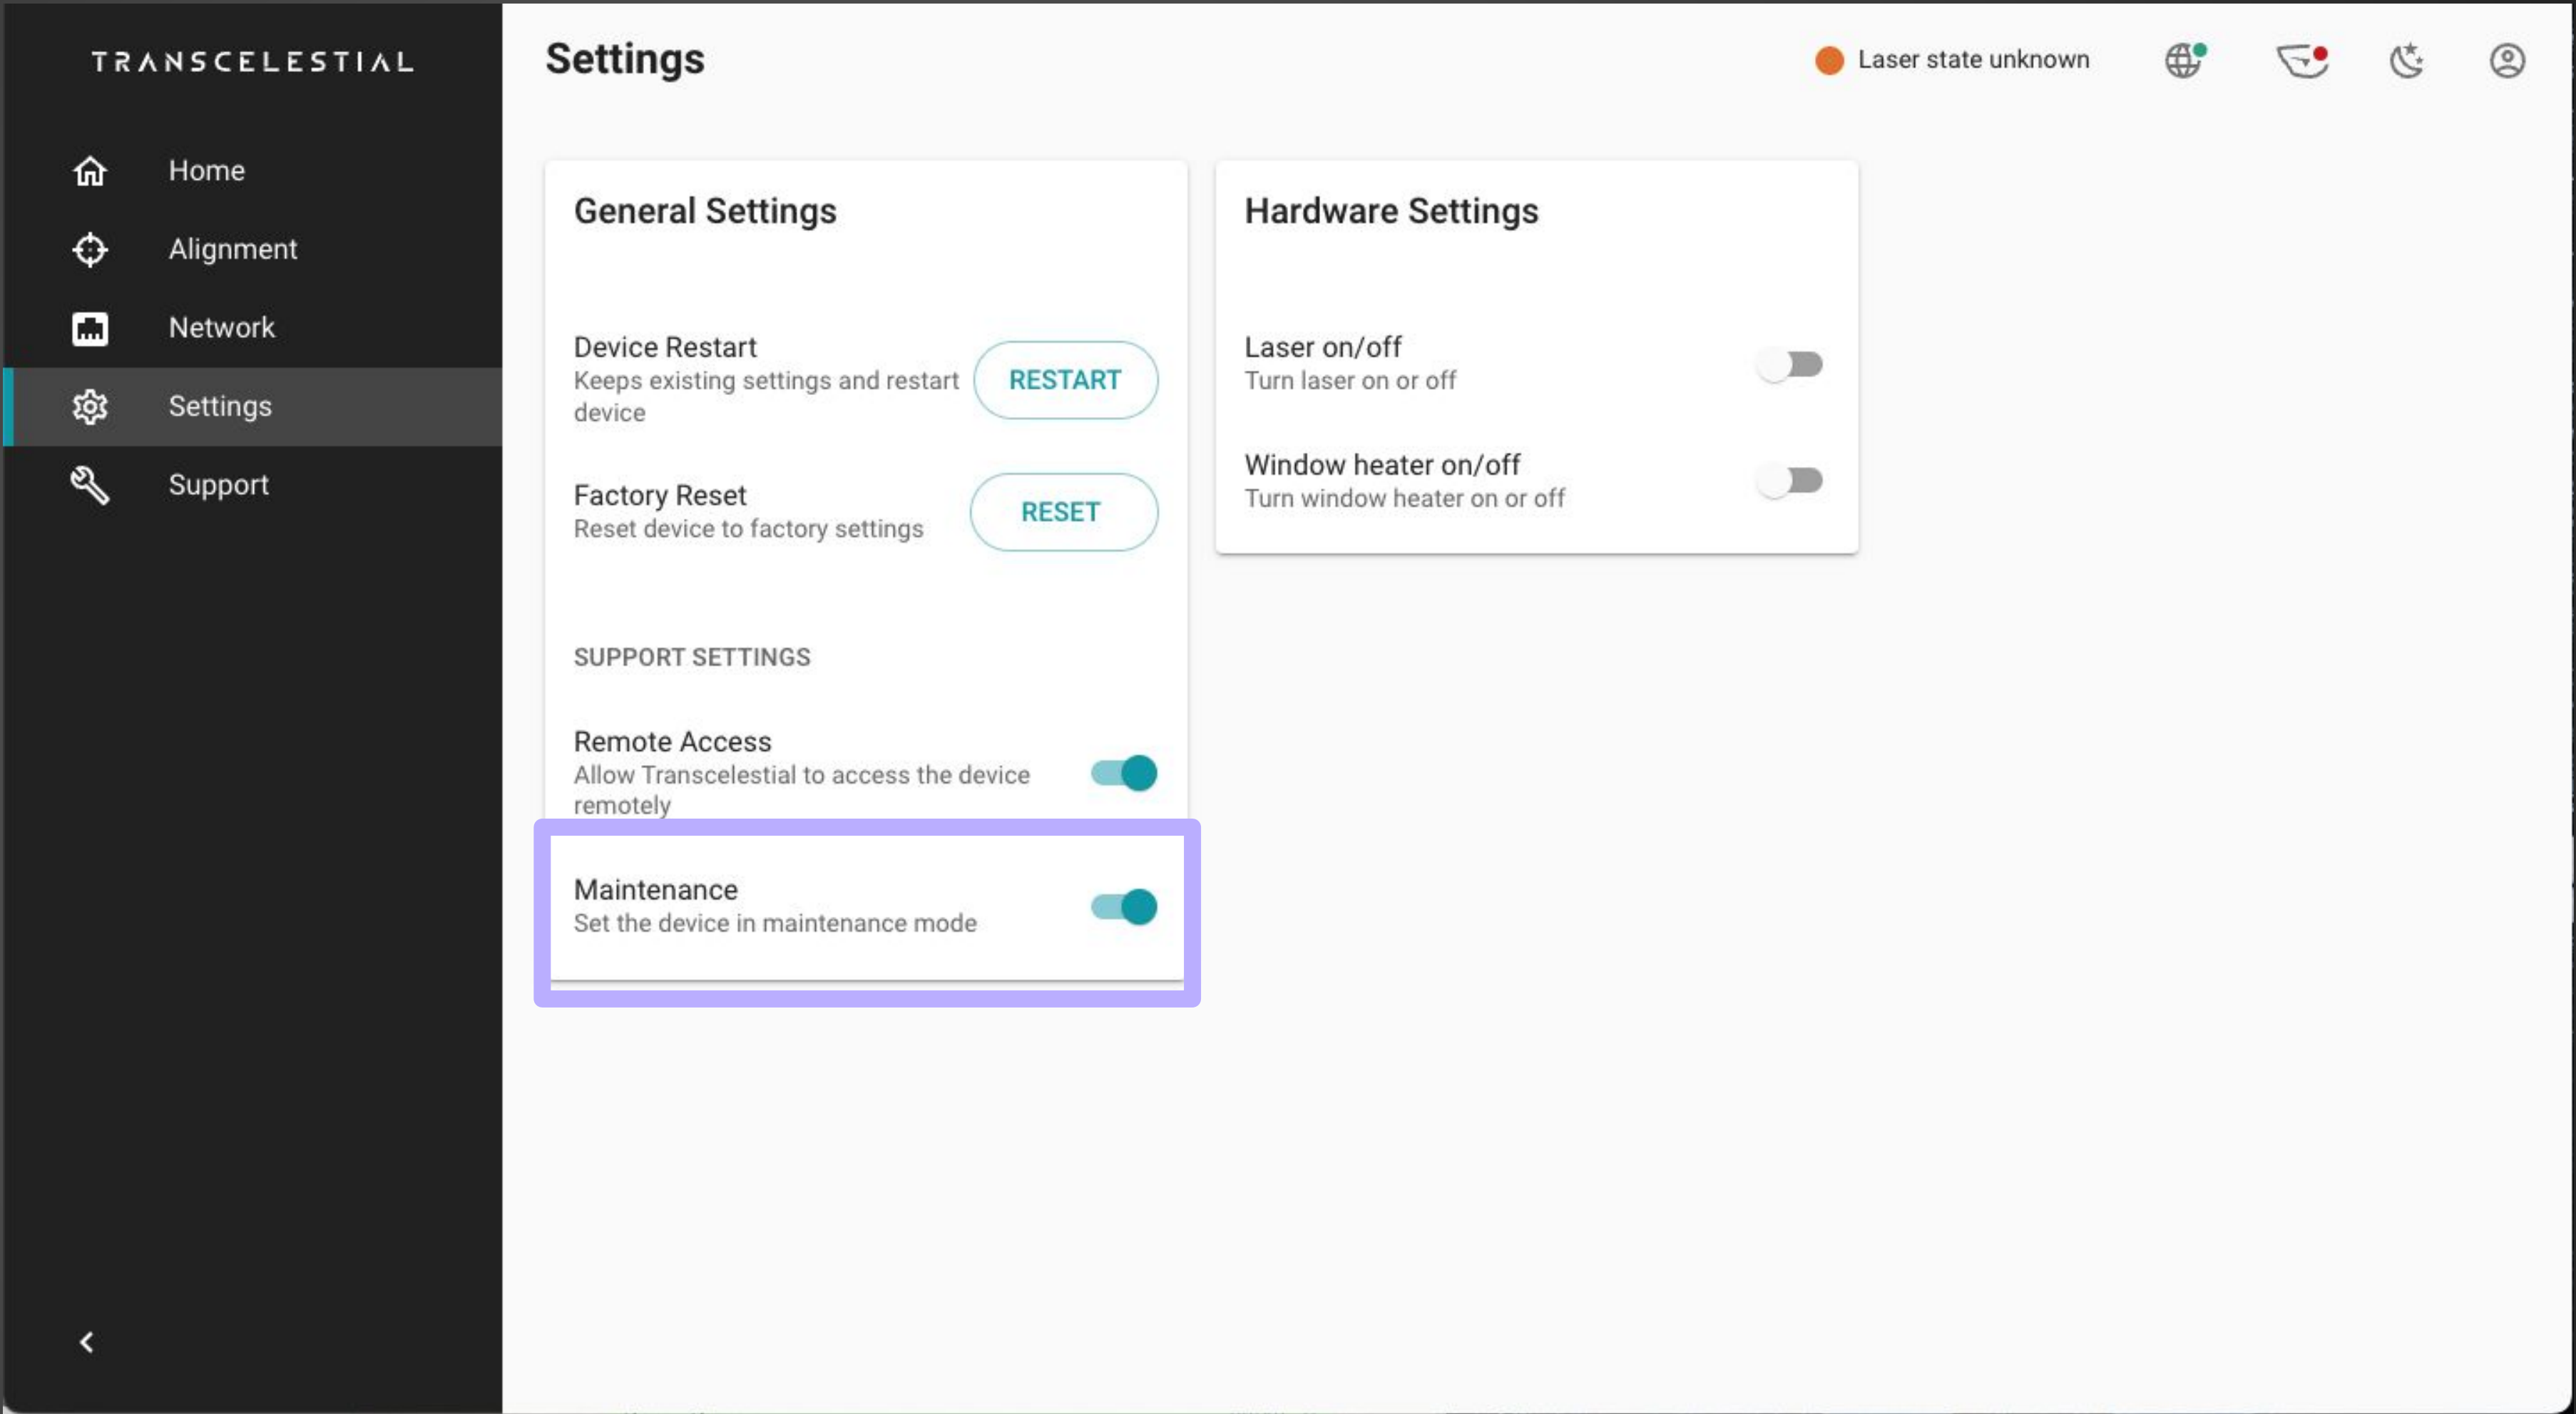 TRANSCELESTIAL
Home
Alignment
Network
Settings
Support
Settings
Laser state unknown
General Settings
Device Restart
Keeps existing settings and restart
device
RESTART
Factory Reset
Reset device to factory settings
RESET
SUPPORT SETTINGS
Remote Access
Allow Transcelestial to access the device
remotely
Maintenance
Set the device in maintenance mode
Hardware Settings
Laser on/off
Turn laser on or off
Window heater on/off
Turn window heater on or off